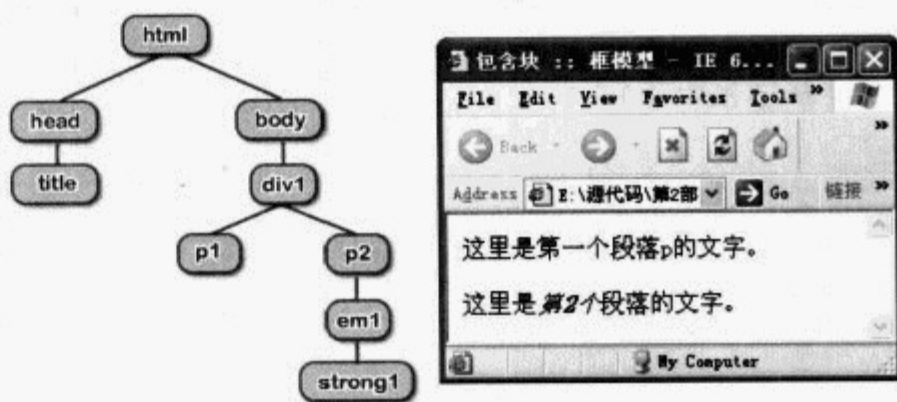 html
head
body
title
div1
p1
p2
em1
strong1
包含块 :: 框模型 - IE 6...
File Edit View Favorites Tools »
Back
Address E:\源代码\第2部 Go 链接 »
这里是第一个段落p的文字。
这里是第2个段落的文字。
My Computer